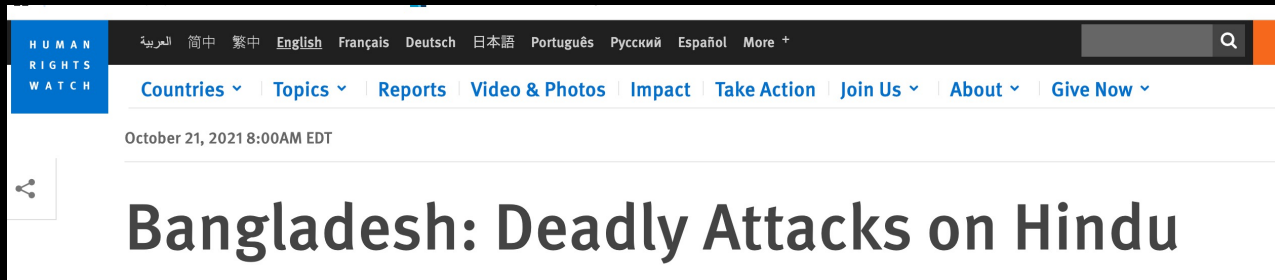 HUMAN
RIGHTS
WATCH
العربية 简中 繁中 English Français Deutsch 日本語 Português Русский Español More +
Countries Topics Reports Video & Photos Impact Take Action Join Us About Give Now
October 21, 2021 8:00AM EDT
Bangladesh: Deadly Attacks on Hindu